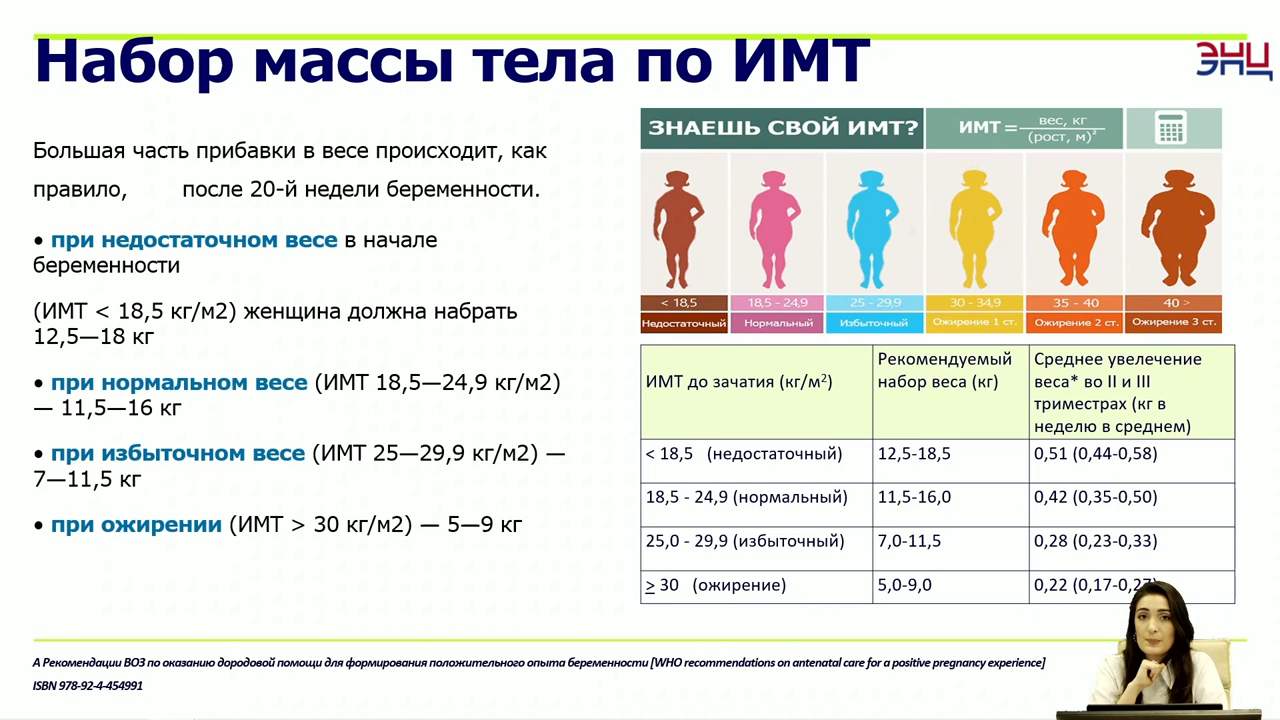 Набор массы тела по ИМТ
ЭНЦ
Большая часть прибавки в весе происходит, как
правило, после 20-й недели беременности.
• при недостаточном весе в начале
беременности
(ИМТ < 18,5 кг/м2) женщина должна набрать
12,5—18 кг
• при нормальном весе (ИМТ 18,5—24,9 кг/м2)
— 11,5—16 кг
• при избыточном весе (ИМТ 25—29,9 кг/м2) —
7—11,5 кг
• при ожирении (ИМТ > 30 кг/м2) — 5—9 кг
ЗНАЕШЬ СВОЙ ИМТ?
ИМТ = вес, кг
(рост, м)²
< 18,5
18,5 - 24,9
25 - 29,9
30 - 34,9
35 - 40
40 >
Недостаточный
Нормальный
Избыточный
Ожирение 1 ст.
Ожирение 2 ст.
Ожирение 3 ст.
ИМТ до зачатия (кг/м²)
Рекомендуемый
набор веса (кг)
Среднее увелечение
веса* во II и III
триместрах (кг в
неделю в среднем)
< 18,5 (недостаточный) 12,5-18,5 0,51 (0,44-0,58)
18,5 - 24,9 (нормальный) 11,5-16,0 0,42 (0,35-0,50)
25,0 - 29,9 (избыточный) 7,0-11,5 0,28 (0,23-0,33)
≥ 30 (ожирение) 5,0-9,0 0,22 (0,17-0,27)
А Рекомендации ВОЗ по оказанию дородовой помощи для формирования положительного опыта беременности [WHO recommendations on antenatal care for a positive pregnancy experience]
ISBN 978-92-4-454991